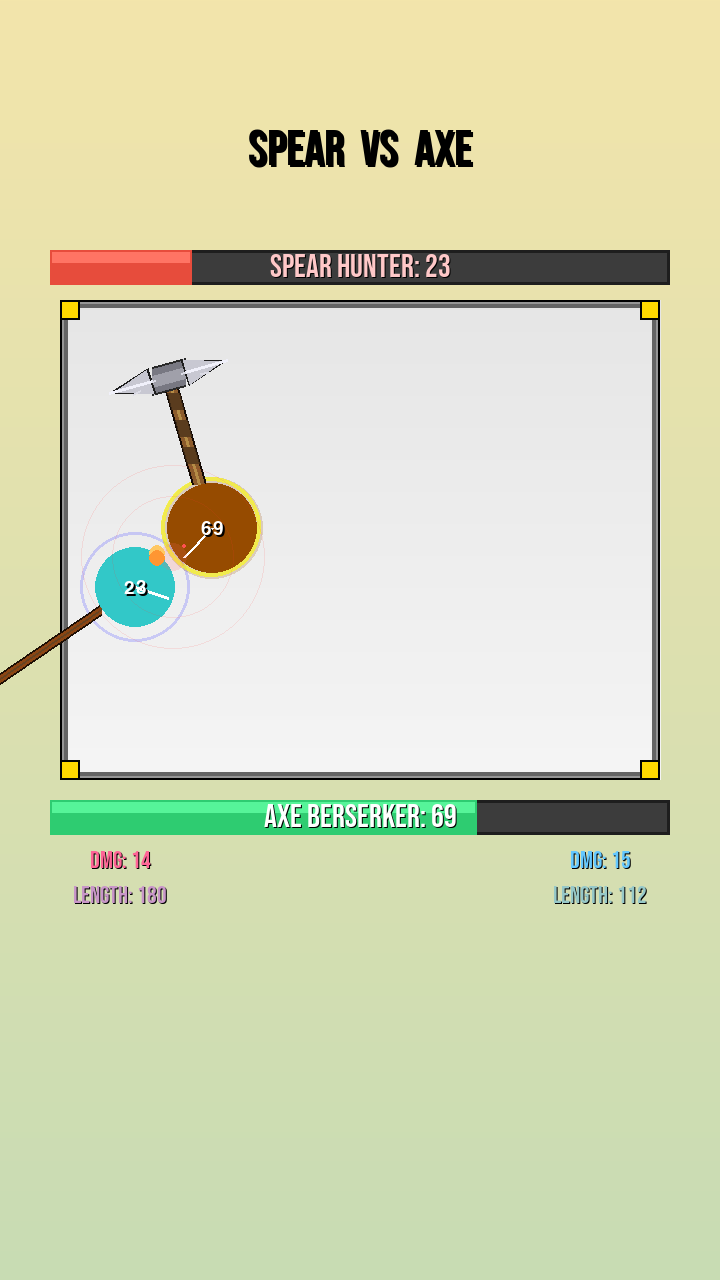 SPEAR VS AXE
SPEAR HUNTER: 23
69
23
AXE BERSERKER: 69
DMG: 14
DMG: 15
LENGTH: 180
LENGTH: 112